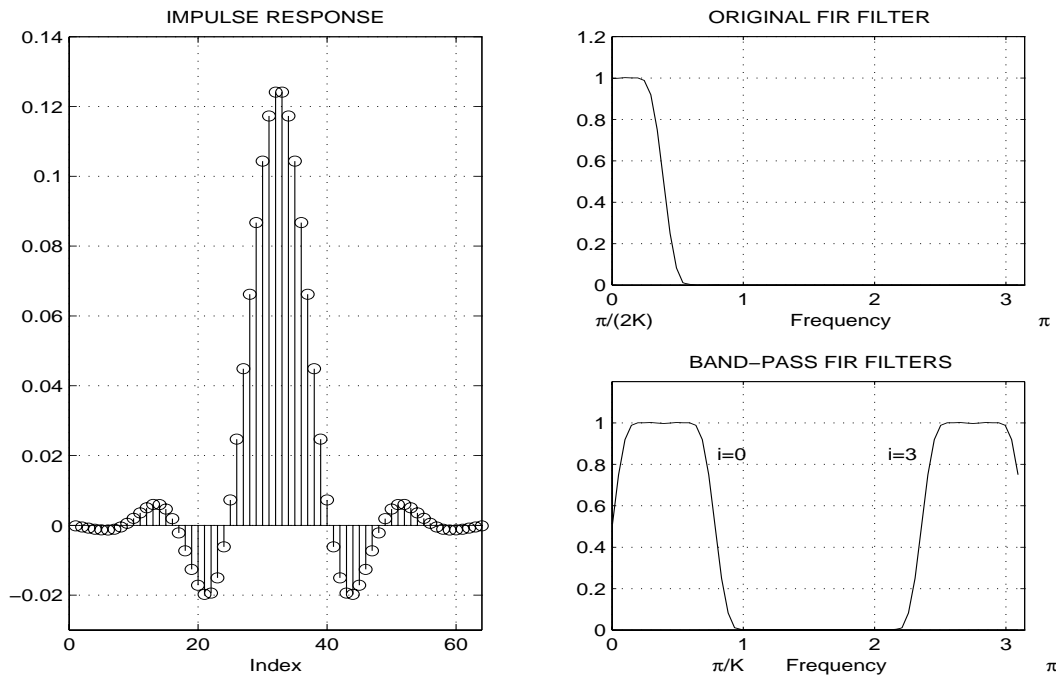 IMPULSE RESPONSE
0.14
0.12
0.1
0.08
0.06
0.04
0.02
0
−0.02
0 20 40 60
Index
ORIGINAL FIR FILTER
1.2
1
0.8
0.6
0.4
0.2
0
0 1 2 3
π/(2K) Frequency π
BAND−PASS FIR FILTERS
1
0.8
0.6
0.4
0.2
0
i=0 i=3
0 1 2 3
π/K Frequency π